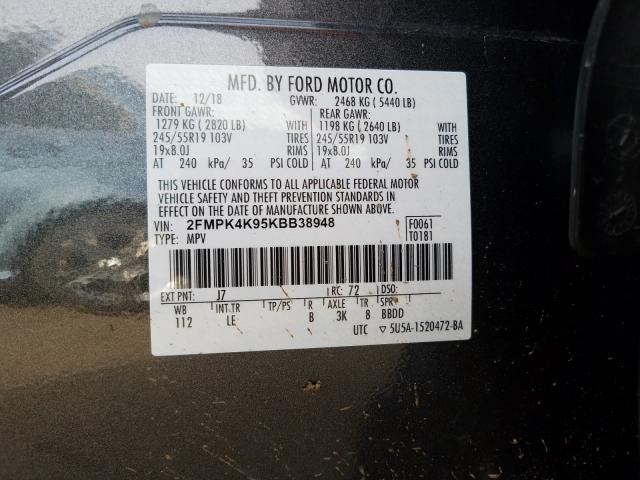 MFD. BY FORD MOTOR CO.
DATE: 12/18 GVWR: 2468 KG ( 5440 LB)
FRONT GAWR: REAR GAWR:
1279 KG ( 2820 LB) WITH 1198 KG ( 2640 LB) WITH
245/55R19 103V TIRES 245/55R19 103V TIRES
19x8.0J RIMS 19x8.0J RIMS
AT 240 kPa/ 35 PSI COLD AT 240 kPa/ 35 PSI COLD
THIS VEHICLE CONFORMS TO ALL APPLICABLE FEDERAL MOTOR
VEHICLE SAFETY AND THEFT PREVENTION STANDARDS IN
EFFECT ON THE DATE OF MANUFACTURE SHOWN ABOVE.
VIN: 2FMPK4K95KBB38948 F0061
TYPE: MPV T0181
EXT PNT: J7 RC: 72 DSO:
WB INT.TR TP/PS R AXLE TR SPR
112 LE B 3K 8 BBDD
UTC ▽ 5U5A-1520472-BA